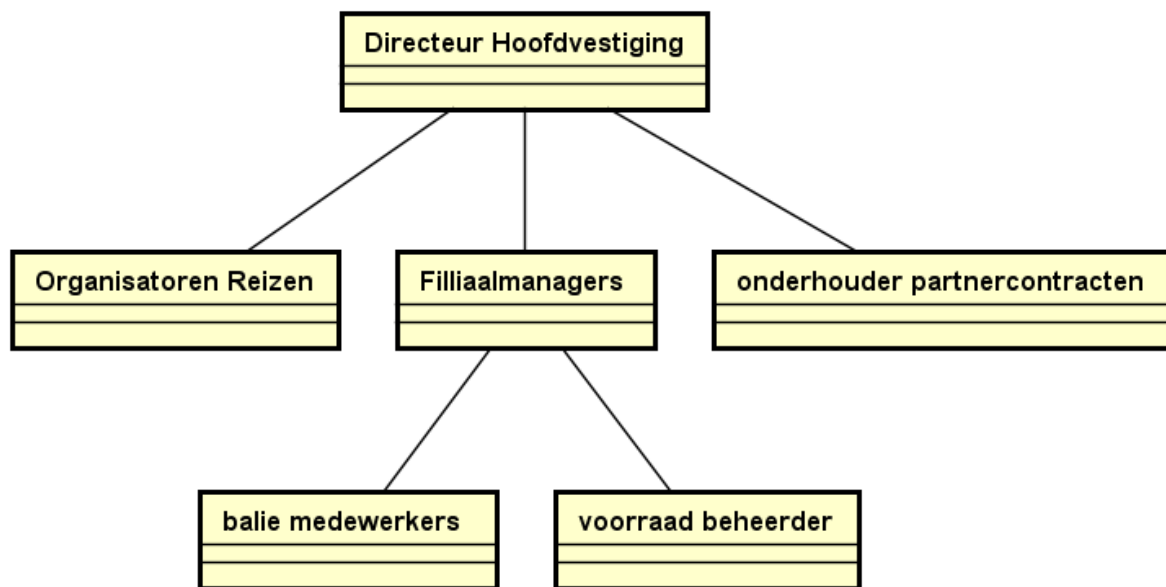 Directeur Hoofdvestiging
Organisatoren Reizen
Filliaalmanagers
onderhouder partnercontracten
balie medewerkers
voorraad beheerder